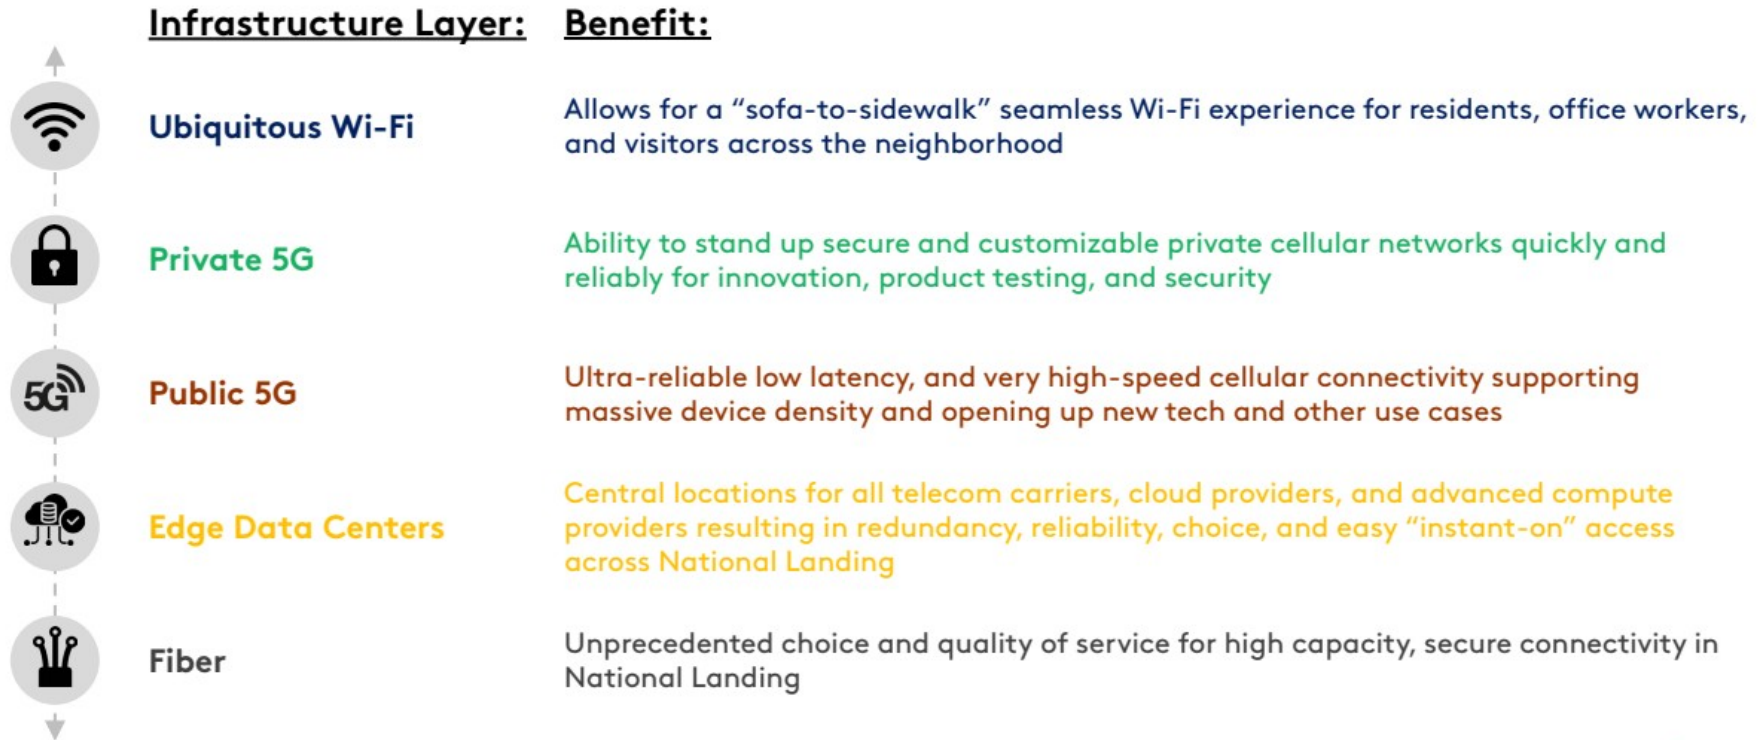 Infrastructure Layer: Benefit:
Ubiquitous Wi-Fi
Allows for a “sofa-to-sidewalk” seamless Wi-Fi experience for residents, office workers,
and visitors across the neighborhood
Private 5G
Ability to stand up secure and customizable private cellular networks quickly and
reliably for innovation, product testing, and security
5G
Public 5G
Ultra-reliable low latency, and very high-speed cellular connectivity supporting
massive device density and opening up new tech and other use cases
Edge Data Centers
Central locations for all telecom carriers, cloud providers, and advanced compute
providers resulting in redundancy, reliability, choice, and easy “instant-on” access
across National Landing
Fiber
Unprecedented choice and quality of service for high capacity, secure connectivity in
National Landing